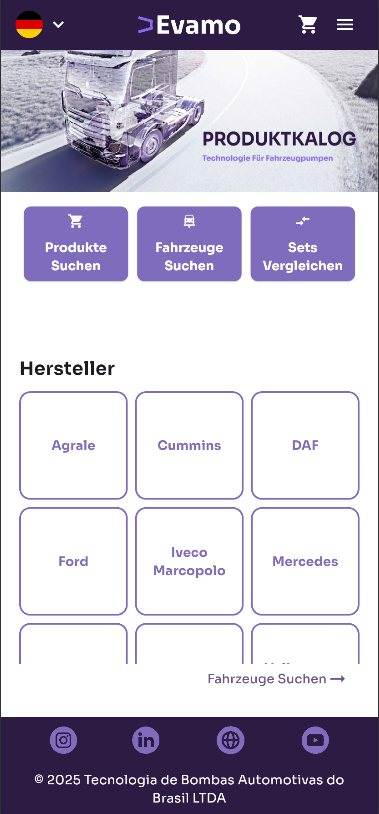 Evamo
PRODUKTKALOG
Technologie Für Fahrzeugpumpen
Produkte
Suchen
Fahrzeuge
Suchen
Sets
Vergleichen
Hersteller
Agrale
Cummins
DAF
Ford
Iveco
Marcopolo
Mercedes
Fahrzeuge Suchen →
in
© 2025 Tecnologia de Bombas Automotivas do
Brasil LTDA